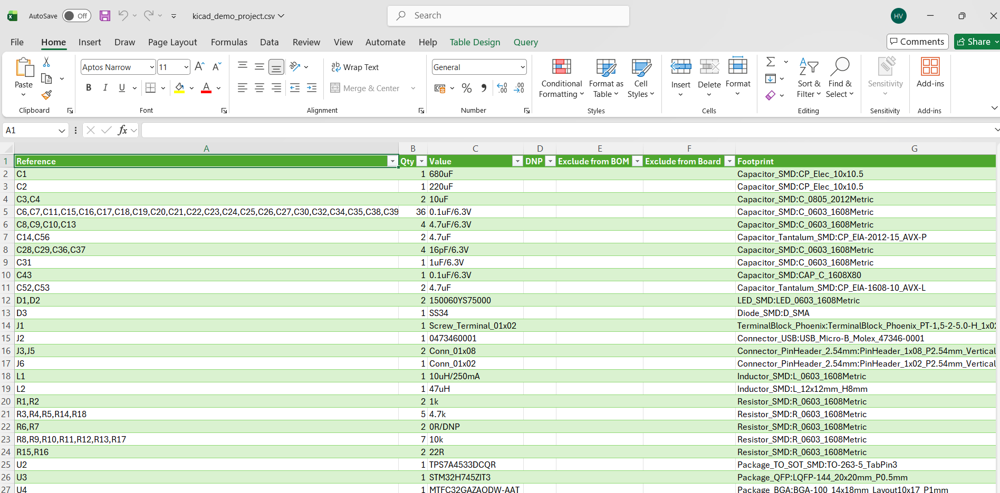 AutoSave Off kicad_demo_project.csv Search HV
File Home Insert Draw Page Layout Formulas Data Review View Automate Help Table Design Query Comments Share
Paste Aptos Narrow 11 Wrap Text General Conditional Formatting Format as Table Cell Styles Insert Delete Format Sort & Filter Find & Select Sensitivity Add-ins
B I U A Merge & Center
Clipboard Font Alignment Number Styles Cells Editing Sensitivity Add-ins
A1 fx
A B C D E F G
1 Reference Qty Value DNP Exclude from BOM Exclude from Board Footprint
2 C1 1 680uF Capacitor_SMD:CP_Elec_10x10.5
3 C2 1 220uF Capacitor_SMD:CP_Elec_10x10.5
4 C3,C4 2 10uF Capacitor_SMD:C_0805_2012Metric
5 C6,C7,C11,C15,C16,C17,C18,C19,C20,C21,C22,C23,C24,C25,C26,C27,C30,C32,C34,C35,C38,C39 36 0.1uF/6.3V Capacitor_SMD:C_0603_1608Metric
6 C8,C9,C10,C13 4 4.7uF/6.3V Capacitor_SMD:C_0603_1608Metric
7 C14,C56 2 4.7uF Capacitor_Tantalum_SMD:CP_EIA-2012-15_AVX-P
8 C28,C29,C36,C37 4 16pF/6.3V Capacitor_SMD:C_0603_1608Metric
9 C31 1 1uF/6.3V Capacitor_SMD:C_0603_1608Metric
10 C43 1 0.1uF/6.3V Capacitor_SMD:CAP_C_1608X80
11 C52,C53 2 4.7uF Capacitor_Tantalum_SMD:CP_EIA-1608-10_AVX-L
12 D1,D2 2 150060YS75000 LED_SMD:LED_0603_1608Metric
13 D3 1 SS34 Diode_SMD:D_SMA
14 J1 1 Screw_Terminal_01x02 TerminalBlock_Phoenix:TerminalBlock_Phoenix_PT-1,5-2-5.0-H_1x02
15 J2 1 0473460001 Connector_USB:USB_Micro-B_Molex_47346-0001
16 J3,J5 2 Conn_01x08 Connector_PinHeader_2.54mm:PinHeader_1x08_P2.54mm_Vertical
17 J6 1 Conn_01x02 Connector_PinHeader_2.54mm:PinHeader_1x02_P2.54mm_Vertical
18 L1 1 10uH/250mA Inductor_SMD:L_0603_1608Metric
19 L2 1 47uH Inductor_SMD:L_12x12mm_H8mm
20 R1,R2 2 1k Resistor_SMD:R_0603_1608Metric
21 R3,R4,R5,R14,R18 5 4.7k Resistor_SMD:R_0603_1608Metric
22 R6,R7 2 0R/DNP Resistor_SMD:R_0603_1608Metric
23 R8,R9,R10,R11,R12,R13,R17 7 10k Resistor_SMD:R_0603_1608Metric
24 R15,R16 2 22R Resistor_SMD:R_0603_1608Metric
25 U2 1 TPS7A4533DCQR Package_TO_SOT_SMD:TO-263-5_TabPin3
26 U3 1 STM32H745ZIT3 Package_QFP:LQFP-144_20x20mm_P0.5mm
27 U4 1 MTFC32GAZAODW-AAT Package_BGA:BGA-100_14x18mm_Layout10x17_P1mm